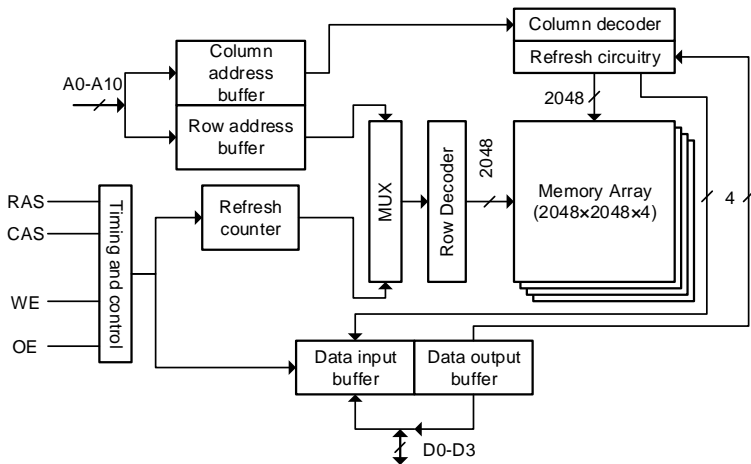 Column decoder
Refresh circuitry
Column
address
buffer
A0-A10
Row address
buffer
2048
MUX
Row Decoder
2048
Memory Array
(2048×2048×4)
4
RAS
CAS
WE
OE
Timing and control
Refresh
counter
Data input
buffer
Data output
buffer
D0-D3